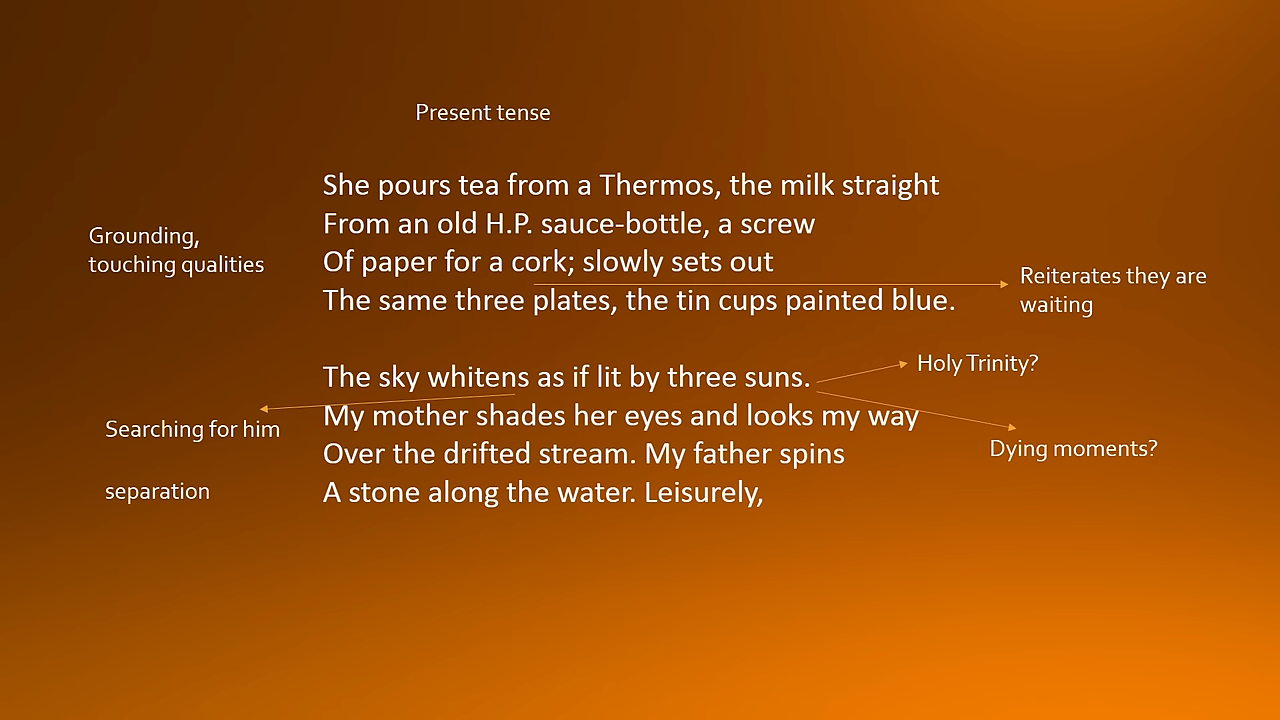 Present tense
She pours tea from a Thermos, the milk straight
From an old H.P. sauce-bottle, a screw
Of paper for a cork; slowly sets out
The same three plates, the tin cups painted blue.
Grounding,
touching qualities
Reiterates they are
waiting
The sky whitens as if lit by three suns.
My mother shades her eyes and looks my way
Over the drifted stream. My father spins
A stone along the water. Leisurely,
Holy Trinity?
Searching for him
Dying moments?
separation